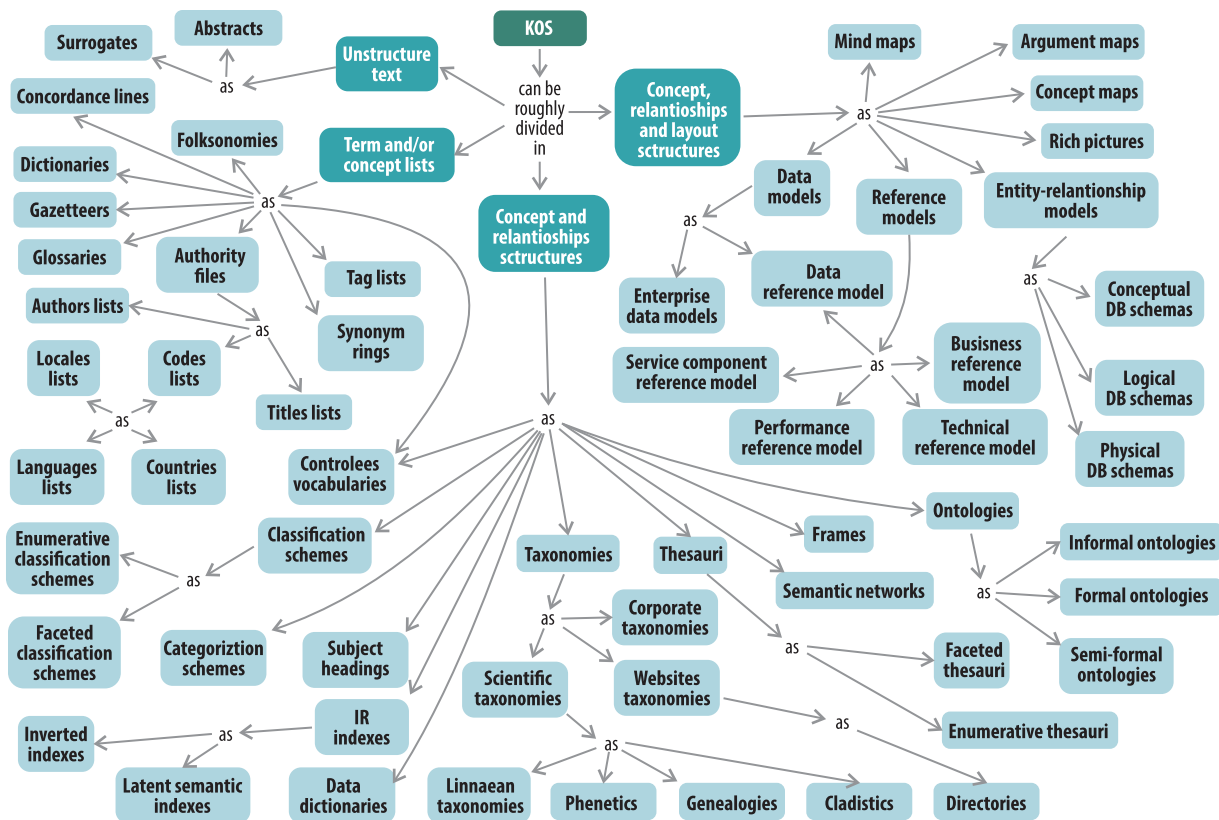 KOS
can be
roughly
divided
in
Unstructure
text
as
Surrogates
Abstracts
Term and/or
concept lists
as
Concordance lines
Folksonomies
Dictionaries
Gazetteers
Glossaries
Authority
files
Tag lists
Synonym
rings
as
Authors lists
Codes
lists
Titles lists
as
Locales
lists
Languages
lists
Countries
lists
Controlees
vocabularies
Concept,
relantioships
and layout
sctructures
as
Mind maps
Argument maps
Concept maps
Rich pictures
Data
models
Reference
models
Entity-relantionship
models
as
Enterprise
data models
Data
reference model
as
Service component
reference model
Busisness
reference
model
Performance
reference model
Technical
reference model
as
Conceptual
DB schemas
Logical
DB schemas
Physical
DB schemas
Concept and
relantioships
sctructures
as
Classification
schemes
as
Enumerative
classification
schemes
Faceted
classification
schemes
Categoriztion
schemes
Subject
headings
IR
indexes
as
Inverted
indexes
Latent semantic
indexes
Data
dictionaries
Taxonomies
as
Corporate
taxonomies
Scientific
taxonomies
Websites
taxonomies
as
Linnaean
taxonomies
Phenetics
Genealogies
Cladistics
as
Directories
Thesauri
as
Faceted
thesauri
Enumerative thesauri
Frames
Semantic networks
Ontologies
as
Informal ontologies
Formal ontologies
Semi-formal
ontologies